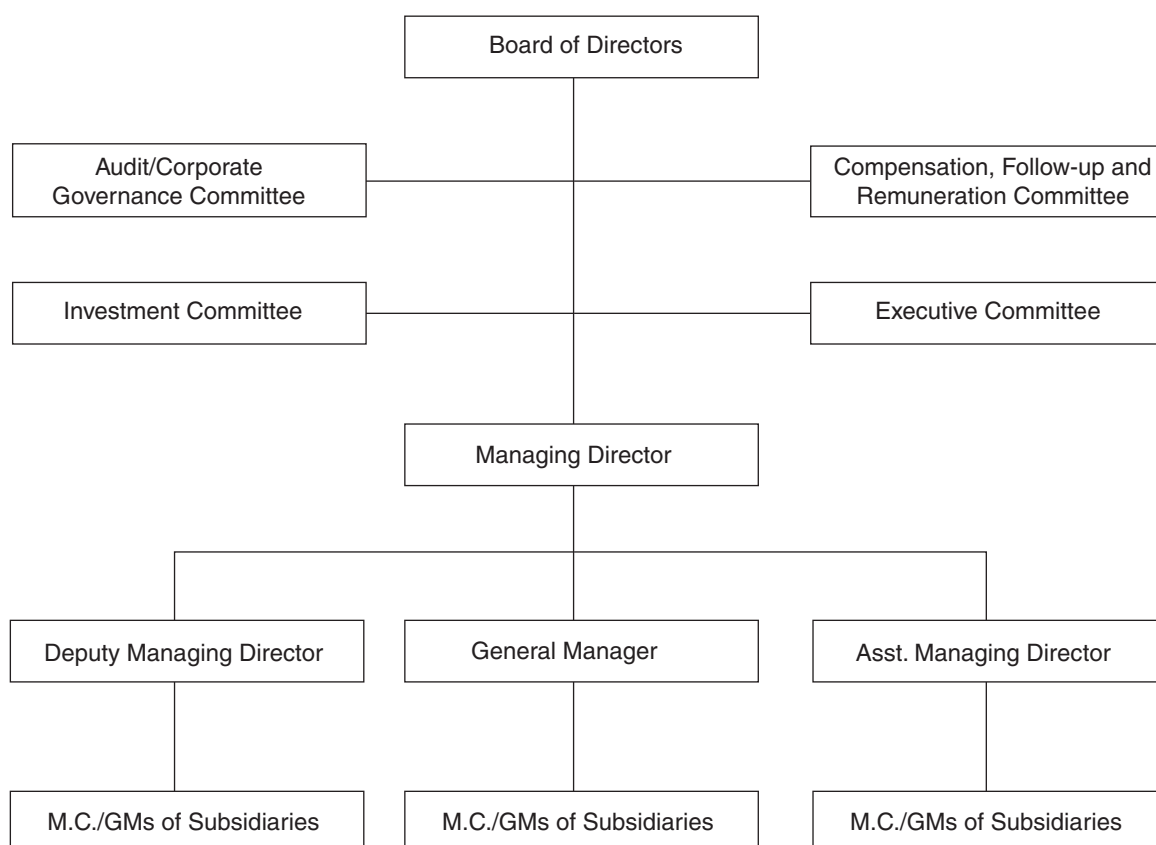 Board of Directors
Audit/Corporate
Governance Committee
Compensation, Follow-up and
Remuneration Committee
Investment Committee
Executive Committee
Managing Director
Deputy Managing Director
General Manager
Asst. Managing Director
M.C./GMs of Subsidiaries
M.C./GMs of Subsidiaries
M.C./GMs of Subsidiaries